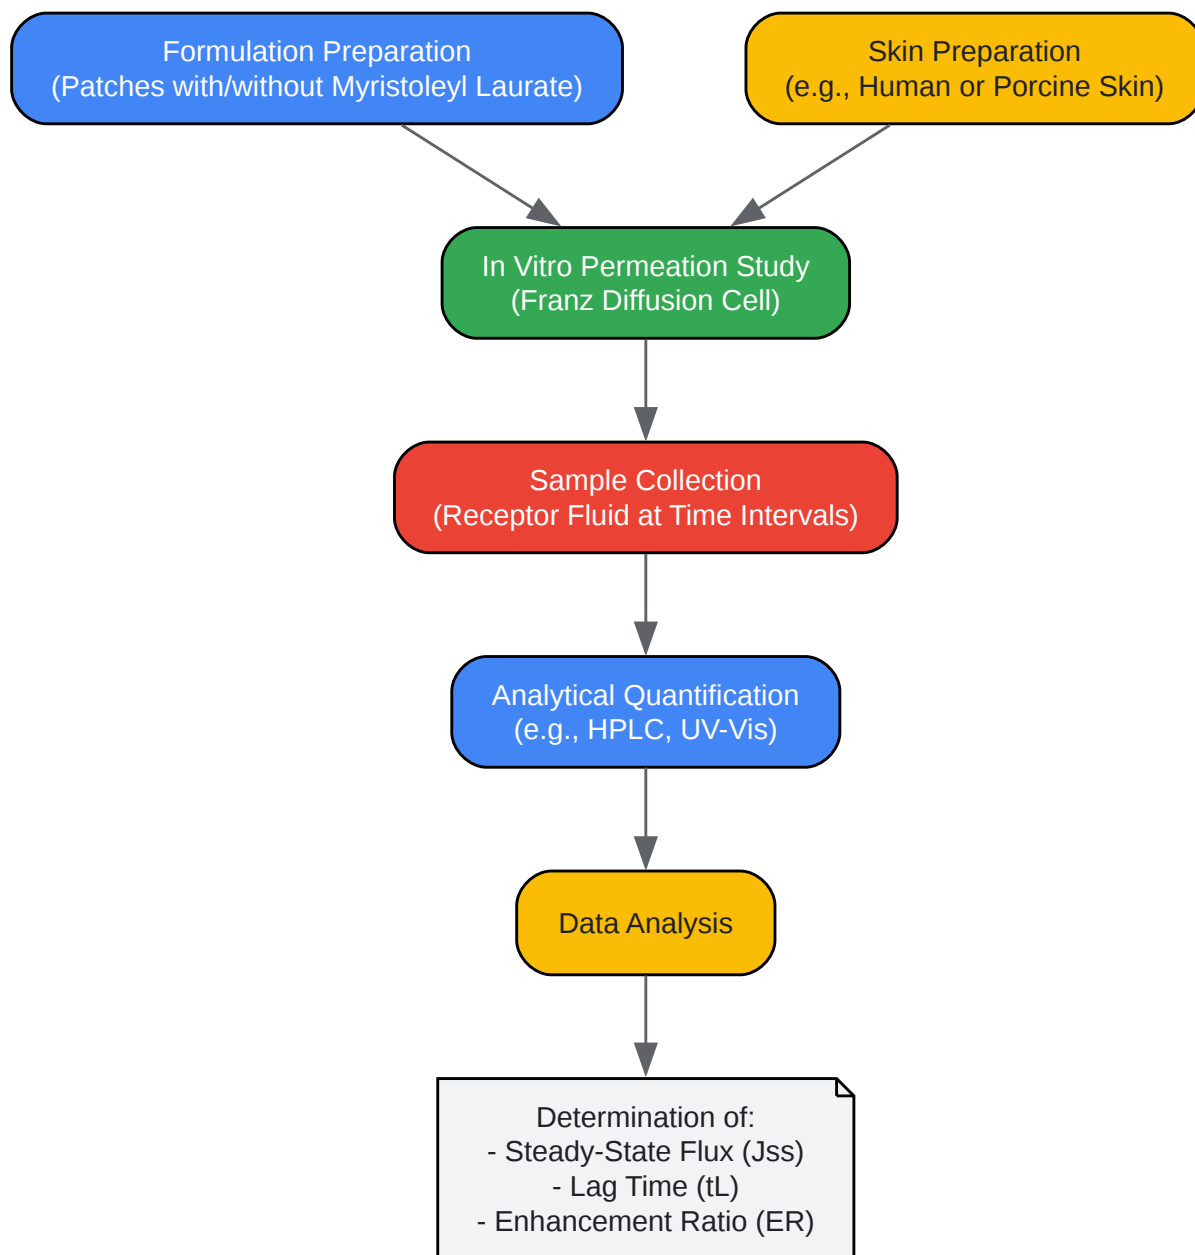 Formulation Preparation
(Patches with/without Myristoleyl Laurate)
Skin Preparation
(e.g., Human or Porcine Skin)
In Vitro Permeation Study
(Franz Diffusion Cell)
Sample Collection
(Receptor Fluid at Time Intervals)
Analytical Quantification
(e.g., HPLC, UV-Vis)
Data Analysis
Determination of:
- Steady-State Flux (Jss)
- Lag Time (tL)
- Enhancement Ratio (ER)